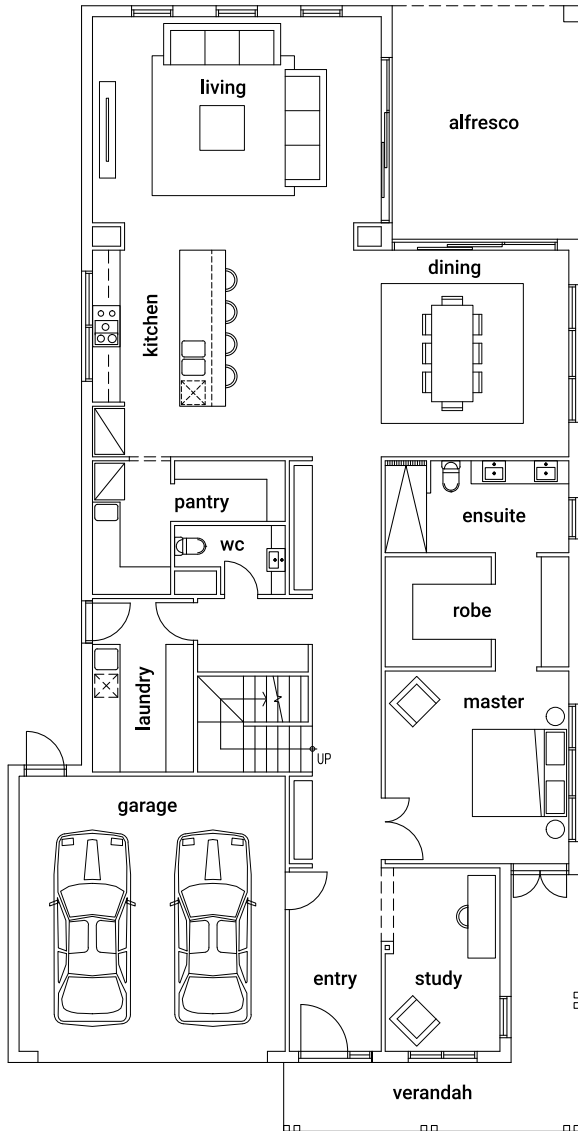 living
alfresco
dining
kitchen
pantry
ensuite
wc
robe
laundry
master
UP
garage
entry
study
verandah